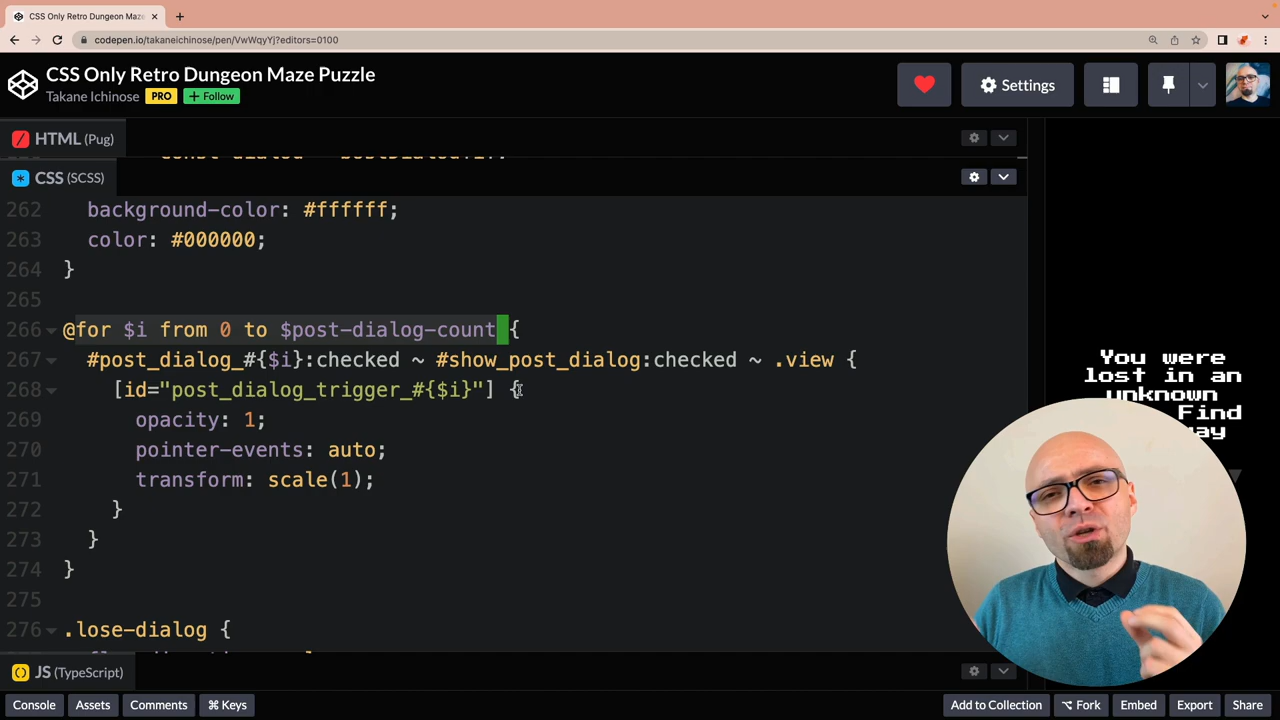 CSS Only Retro Dungeon Maze
codepen.io/takaneichinose/pen/VwWqyYj?editors=0100
CSS Only Retro Dungeon Maze Puzzle
Takane Ichinose PRO + Follow
Settings
HTML (Pug)
CSS (SCSS)
262 background-color: #ffffff;
263 color: #000000;
264 }
265
266 @for $i from 0 to $post-dialog-count {
267 #post_dialog_#{$i}:checked ~ #show_post_dialog:checked ~ .view {
268 [id="post_dialog_trigger_#{$i}"] {
269 opacity: 1;
270 pointer-events: auto;
271 transform: scale(1);
272 }
273 }
274 }
275
276 .lose-dialog {
You were
lost in an
unknown
Find
JS (TypeScript)
Console Assets Comments ⌘ Keys Add to Collection Fork Embed Export Share